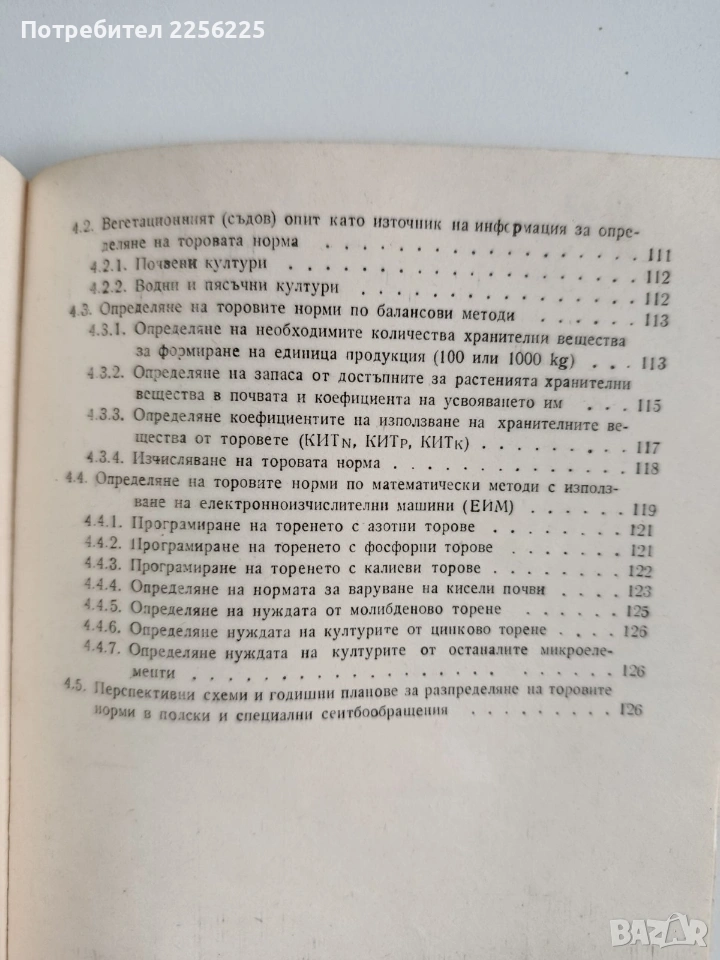 Потребител 2256225
4.2. Вегетационният (съдов) опит като източник на информация за опре-
деляне на торовата норма . . . . . . . . . . . . . . . 111
4.2.1. Почвени култури . . . . . . . . . . . . . . . . 112
4.2.2. Водни и пясъчни култури . . . . . . . . . . . . . 112
4.3. Определяне на торовите норми по балансови методи . . . . . . 113
4.3.1. Определяне на необходимите количества хранителни вещества
за формиране на единица продукция (100 или 1000 kg) . . . 113
4.3.2. Определяне на запаса от достъпните за растенията хранителни
вещества в почвата и коефициента на усвояването им . . . 115
4.3.3. Определяне коефициентите на използване на хранителните ве-
щества от торовете (КИТN, КИТP, КИТK) . . . . . . . . 117
4.3.4. Изчисляване на торовата норма . . . . . . . . . . . 118
4.4. Определяне на торовите норми по математически методи с използ-
ване на електронноизчислителни машини (ЕИМ) . . . . . . 119
4.4.1. Програмиране на торенето с азотни торове . . . . . . . 121
4.4.2. Програмиране на торенето с фосфорни торове . . . . . . 121
4.4.3. Програмиране на торенето с калиеви торове . . . . . . . 122
4.4.4. Определяне на нормата за варуване на кисели почви . . . . 123
4.4.5. Определяне на нуждата от молибденово торене . . . . . . 125
4.4.6. Определяне нуждата на културите от цинково торене . . . . 126
4.4.7. Определяне нуждата на културите от останалите микроеле-
менти . . . . . . . . . . . . . . . . . . . . 126
4.5. Перспективни схеми и годишни планове за разпределяне на торовите
норми в полски и специални сеитбообращения . . . . . . . . 126
BAZAR